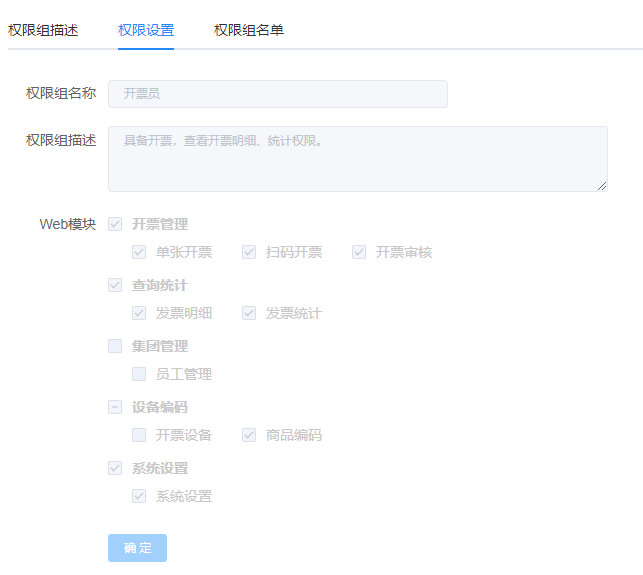 权限组描述 权限设置 权限组名单
权限组名称 开票员
权限组描述 具备开票，查看开票明细、统计权限。
Web模块 开票管理
单张开票 扫码开票 开票审核
查询统计
发票明细 发票统计
集团管理
员工管理
设备编码
开票设备 商品编码
系统设置
系统设置
确 定